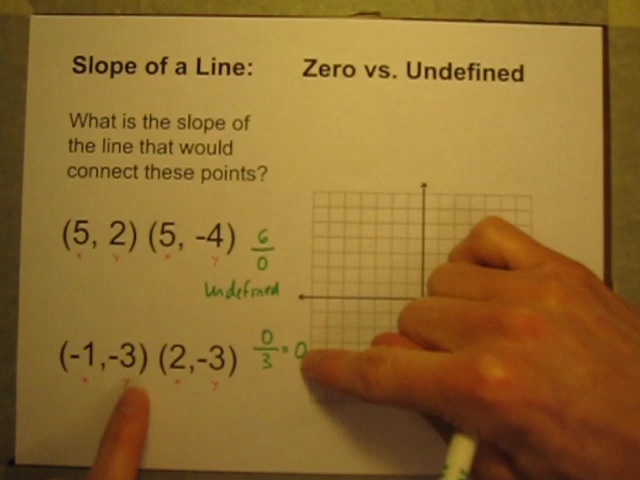 Slope of a Line: Zero vs. Undefined
What is the slope of
the line that would
connect these points?
(5, 2) (5, -4) 6/0
x y x y
Undefined
(-1,-3) (2,-3) 0/3 = 0
x y x y